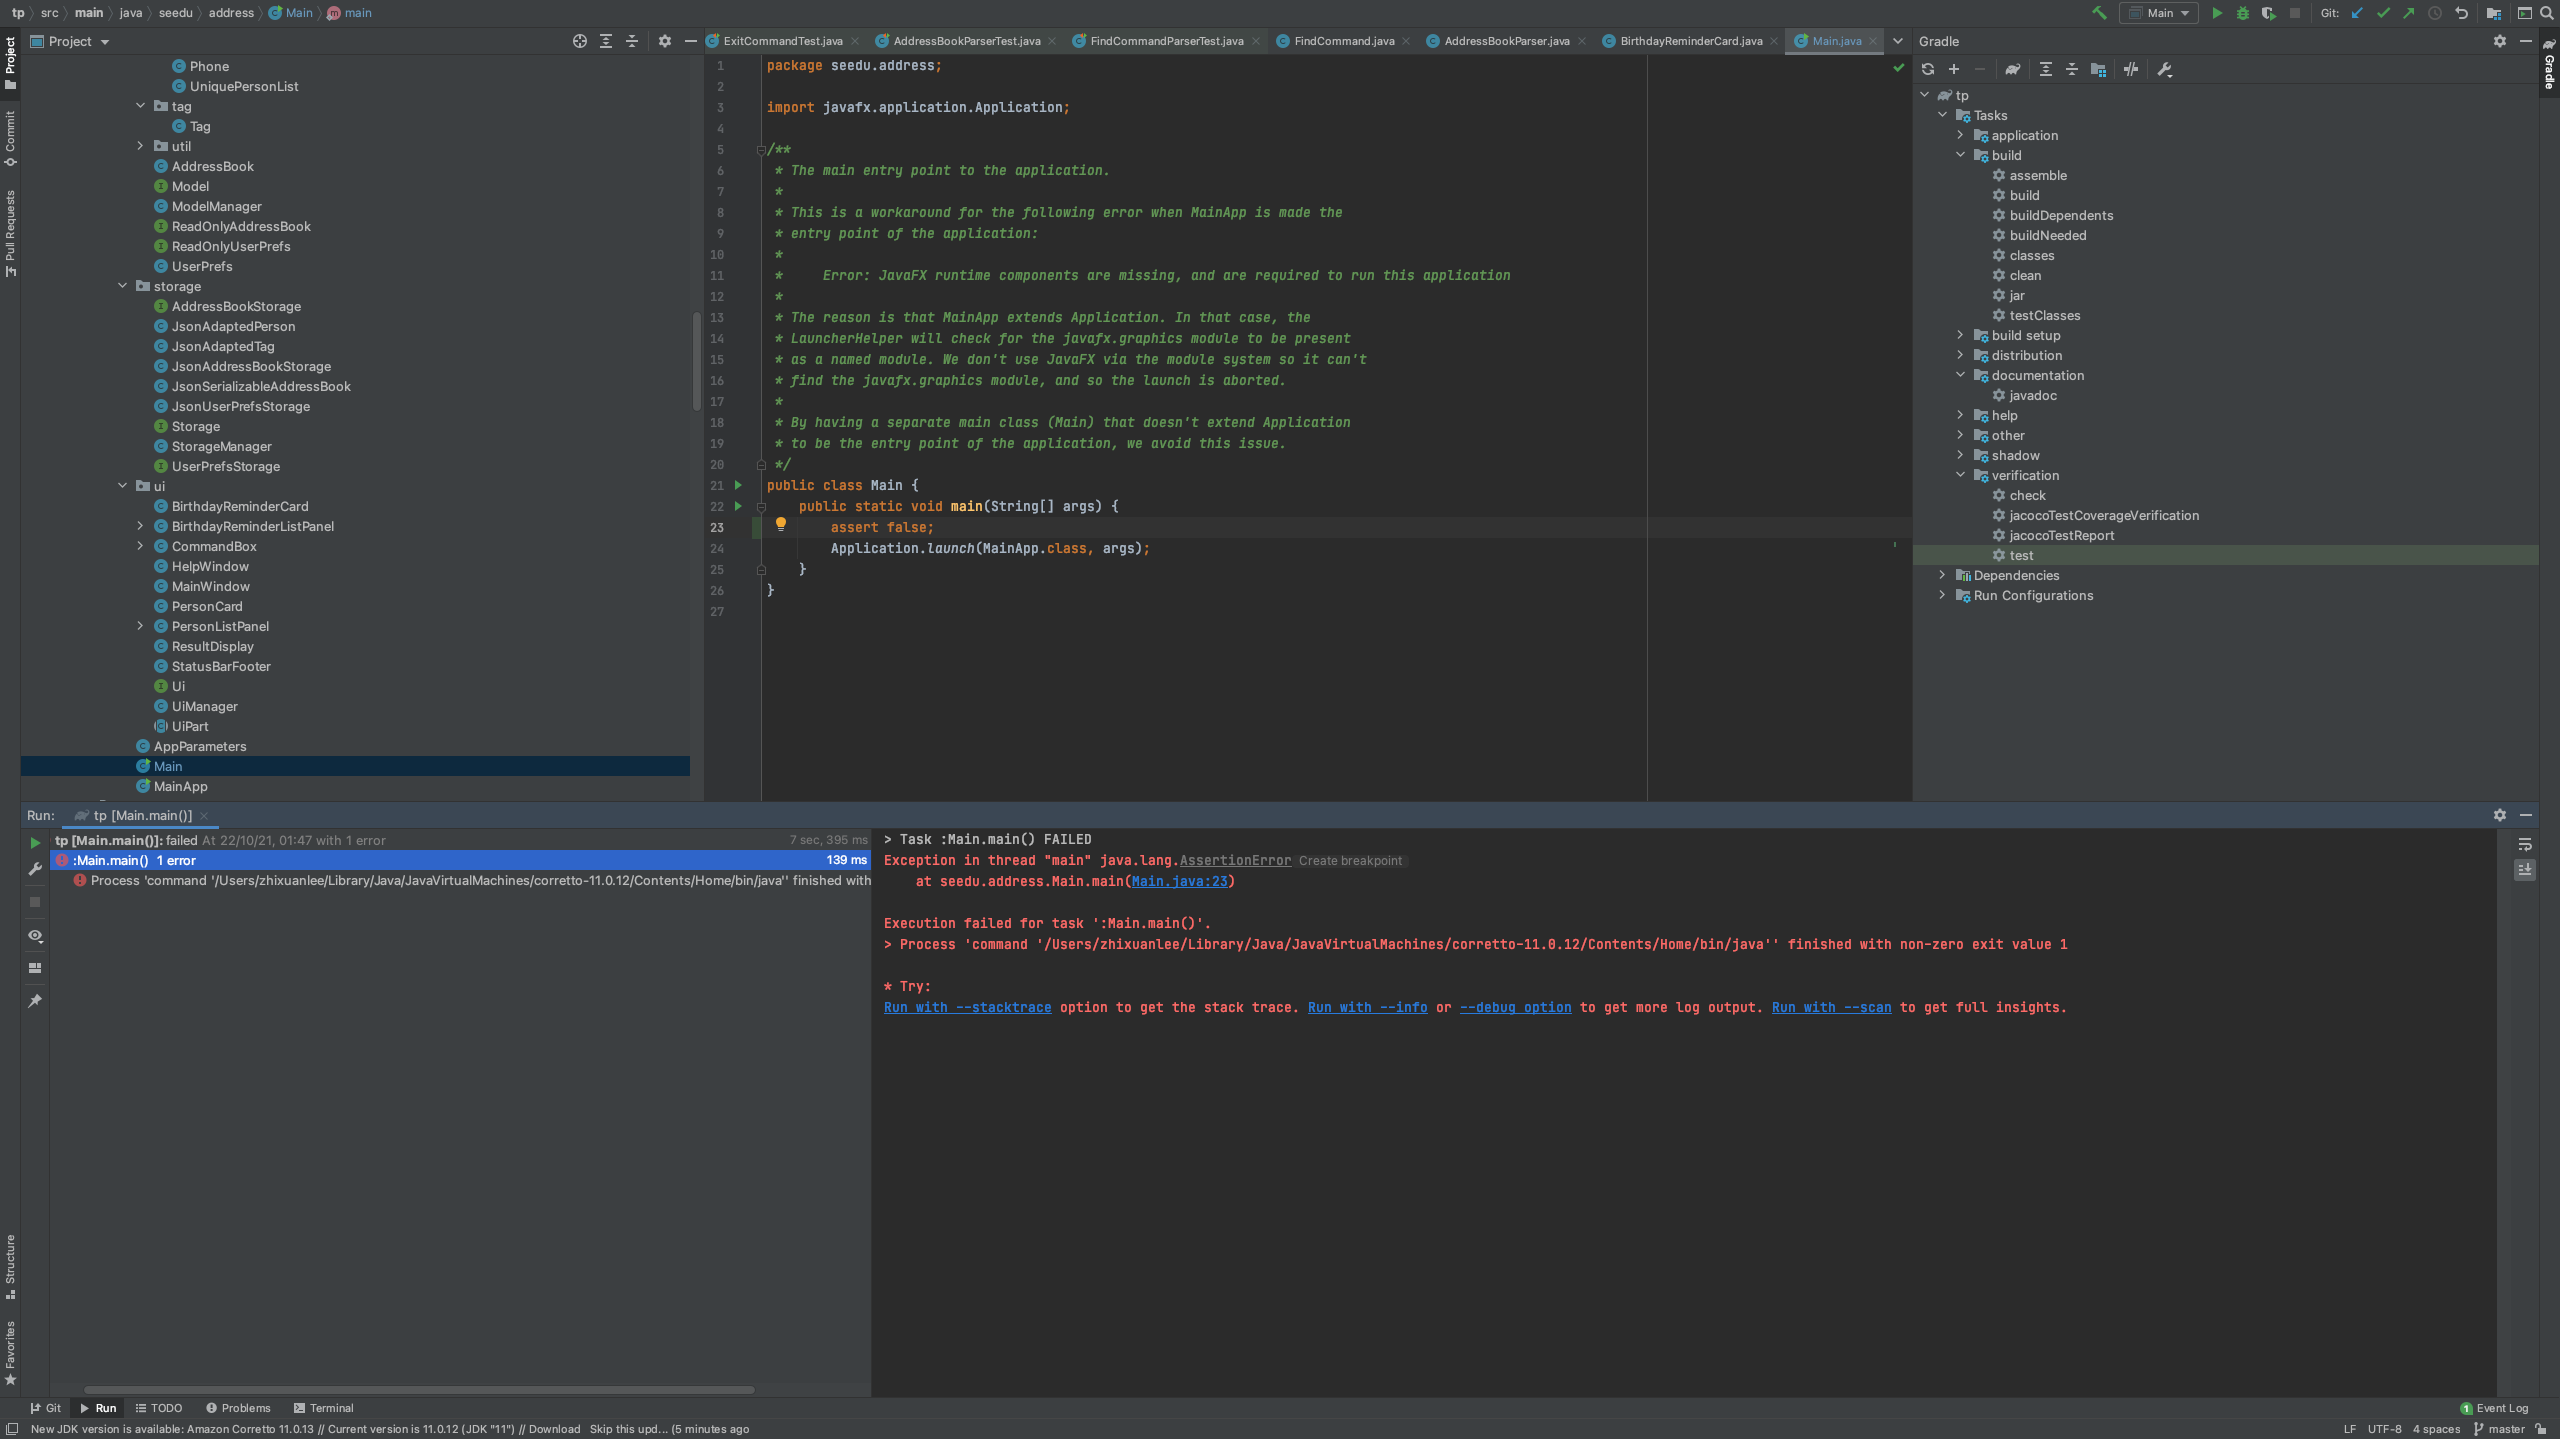 tp src main java seedu address Main main
Main Git:
Project
ExitCommandTest.java AddressBookParserTest.java FindCommandParserTest.java FindCommand.java AddressBookParser.java BirthdayReminderCard.java Main.java
Gradle
Project
Commit
Pull Requests
Structure
Favorites
Gradle
Phone
UniquePersonList
tag
Tag
util
AddressBook
Model
ModelManager
ReadOnlyAddressBook
ReadOnlyUserPrefs
UserPrefs
storage
AddressBookStorage
JsonAdaptedPerson
JsonAdaptedTag
JsonAddressBookStorage
JsonSerializableAddressBook
JsonUserPrefsStorage
Storage
StorageManager
UserPrefsStorage
ui
BirthdayReminderCard
BirthdayReminderListPanel
CommandBox
HelpWindow
MainWindow
PersonCard
PersonListPanel
ResultDisplay
StatusBarFooter
Ui
UiManager
UiPart
AppParameters
Main
MainApp
1 package seedu.address;
2
3 import javafx.application.Application;
4
5 /**
6 * The main entry point to the application.
7 *
8 * This is a workaround for the following error when MainApp is made the
9 * entry point of the application:
10 *
11 *     Error: JavaFX runtime components are missing, and are required to run this application
12 *
13 * The reason is that MainApp extends Application. In that case, the
14 * LauncherHelper will check for the javafx.graphics module to be present
15 * as a named module. We don't use JavaFX via the module system so it can't
16 * find the javafx.graphics module, and so the launch is aborted.
17 *
18 * By having a separate main class (Main) that doesn't extend Application
19 * to be the entry point of the application, we avoid this issue.
20 */
21 public class Main {
22     public static void main(String[] args) {
23         assert false;
24         Application.launch(MainApp.class, args);
25     }
26 }
27
tp
Tasks
application
build
assemble
build
buildDependents
buildNeeded
classes
clean
jar
testClasses
build setup
distribution
documentation
javadoc
help
other
shadow
verification
check
jacocoTestCoverageVerification
jacocoTestReport
test
Dependencies
Run Configurations
Run: tp [Main.main()]
tp [Main.main()]: failed At 22/10/21, 01:47 with 1 error 7 sec, 395 ms
:Main.main() 1 error 139 ms
Process 'command '/Users/zhixuanlee/Library/Java/JavaVirtualMachines/corretto-11.0.12/Contents/Home/bin/java'' finished with
> Task :Main.main() FAILED
Exception in thread "main" java.lang.AssertionError Create breakpoint
at seedu.address.Main.main(Main.java:23)
Execution failed for task ':Main.main()'.
> Process 'command '/Users/zhixuanlee/Library/Java/JavaVirtualMachines/corretto-11.0.12/Contents/Home/bin/java'' finished with non-zero exit value 1
* Try:
Run with --stacktrace option to get the stack trace. Run with --info or --debug option to get more log output. Run with --scan to get full insights.
Git Run TODO Problems Terminal 1 Event Log
New JDK version is available: Amazon Corretto 11.0.13 // Current version is 11.0.12 (JDK "11") // Download Skip this upd... (5 minutes ago LF UTF-8 4 spaces master